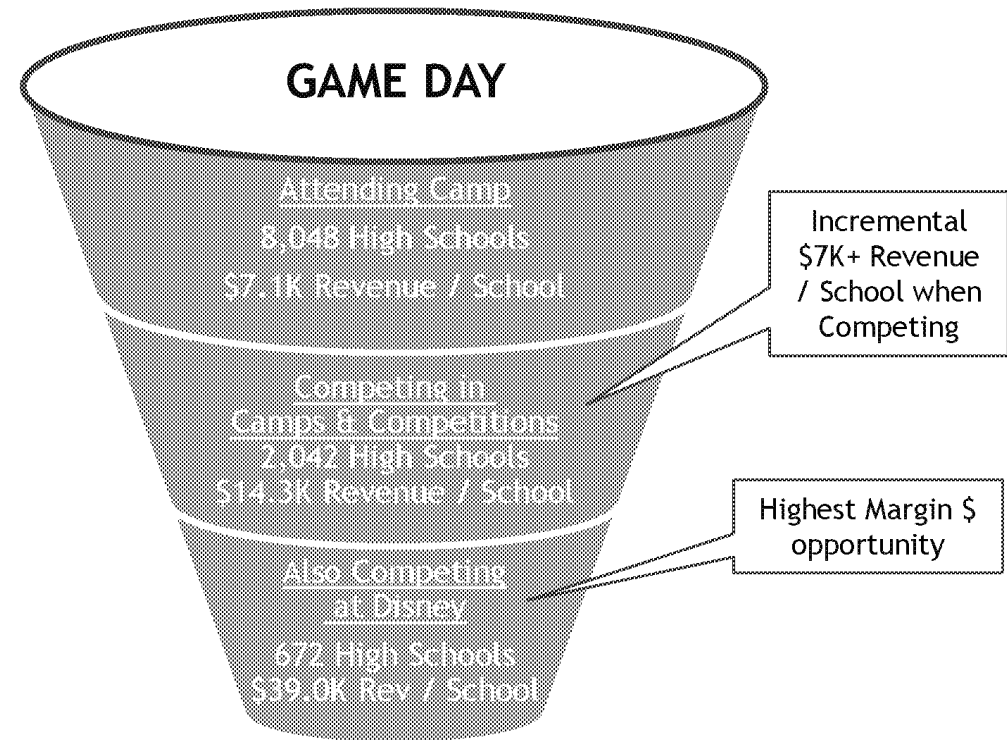 GAME DAY
Attending Camp
8,048 High Schools
$7.1K Revenue / School
Incremental
$7K+ Revenue
/ School when
Competing
Competing in
Camps & Competitions
2,042 High Schools
$14.3K Revenue / School
Highest Margin $
opportunity
Also Competing
at Disney
672 High Schools
$39.0K Rev / School